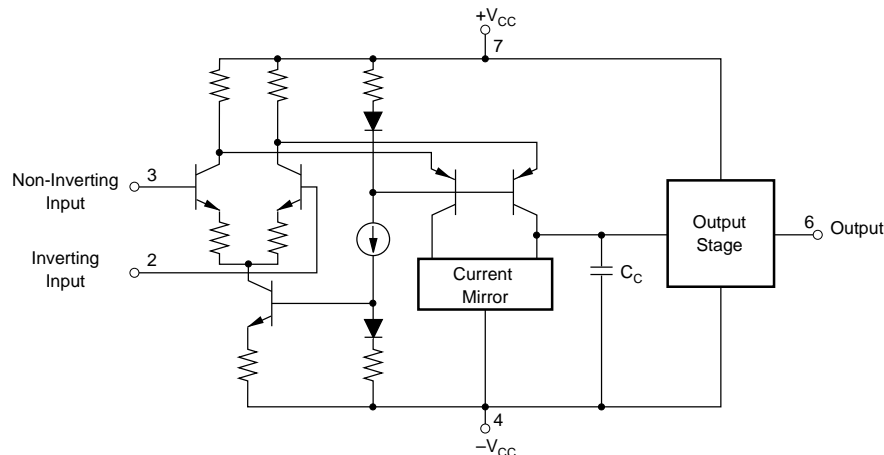 +VCC
7
Non-Inverting
Input
3
Inverting
Input
2
Current
Mirror
CC
Output
Stage
6
Output
4
–VCC